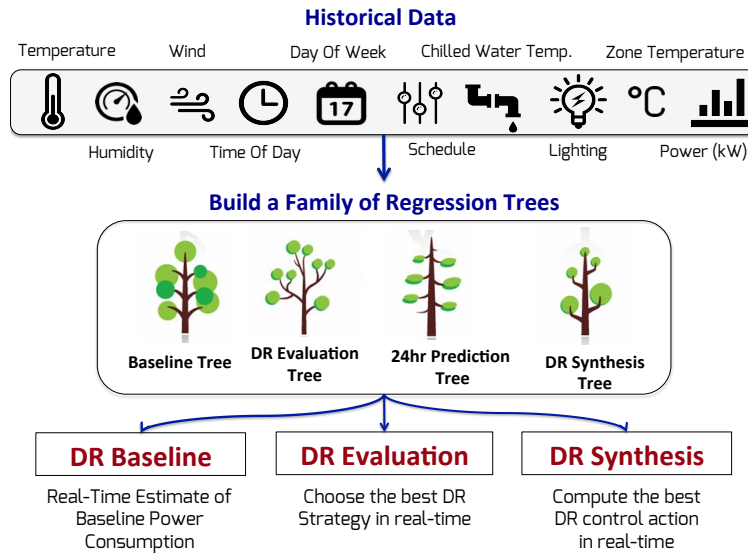 Historical Data
Temperature Wind Day Of Week Chilled Water Temp. Zone Temperature
17 °C
Humidity Time Of Day Schedule Lighting Power (kW)
Build a Family of Regression Trees
Baseline Tree DR Evaluation 24hr Prediction DR Synthesis
Tree Tree Tree
DR Baseline DR Evaluation DR Synthesis
Real-Time Estimate of Choose the best DR Compute the best
Baseline Power Strategy in real-time DR control action
Consumption in real-time